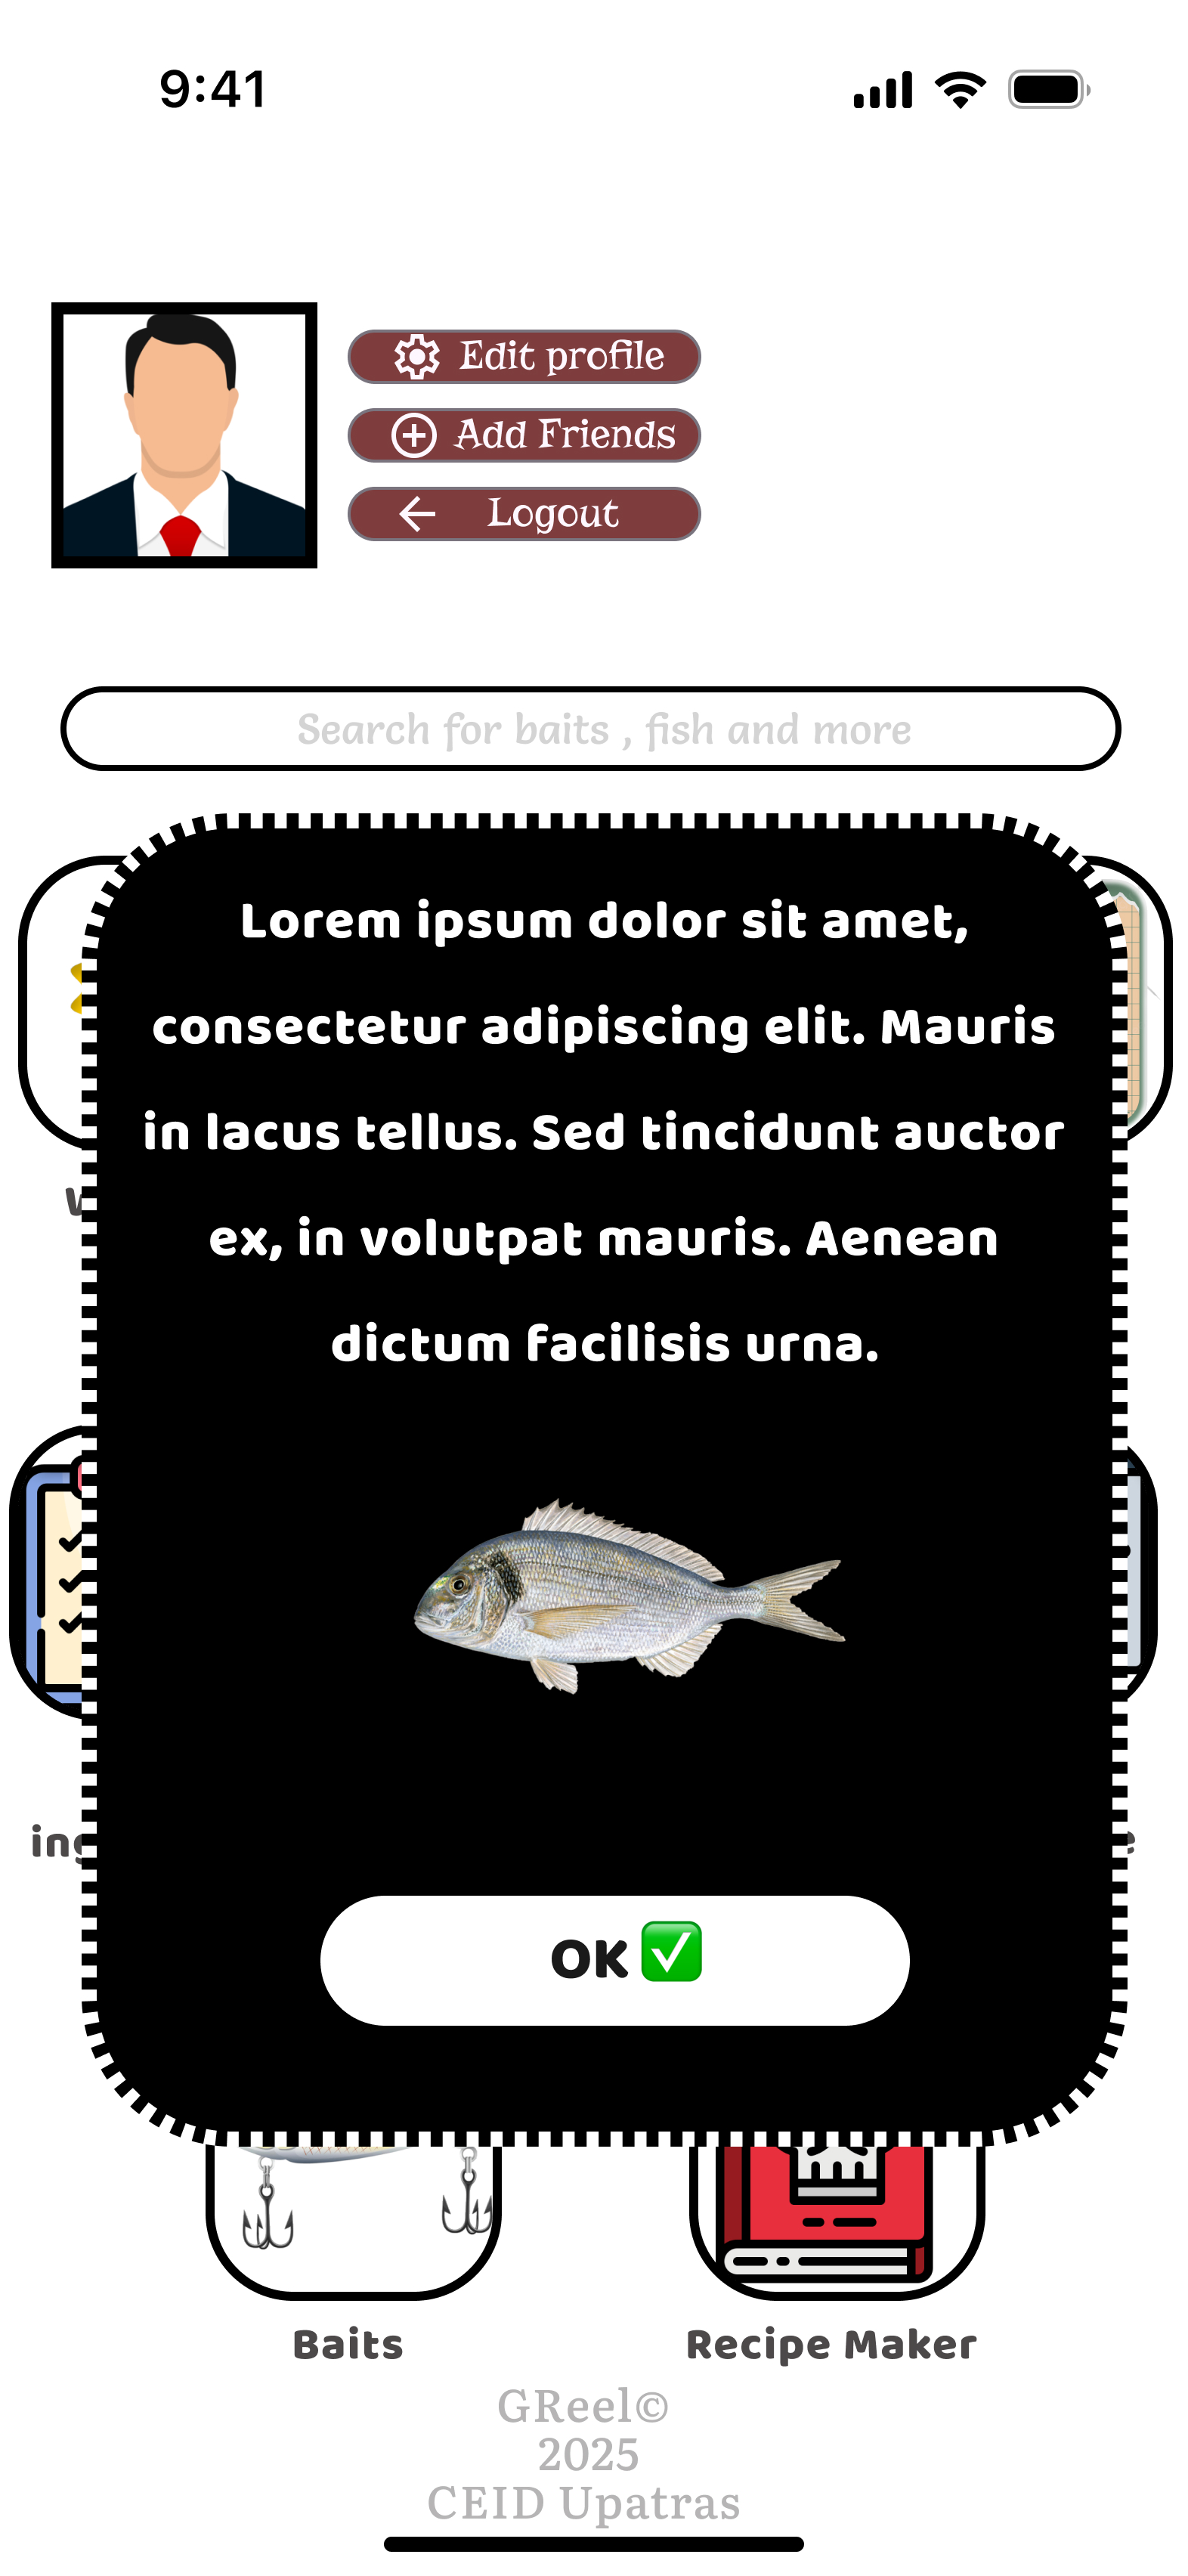 9:41
Edit profile
Add Friends
Logout
Search for baits , fish and more
Lorem ipsum dolor sit amet,
consectetur adipiscing elit. Mauris
in lacus tellus. Sed tincidunt auctor
ex, in volutpat mauris. Aenean
dictum facilisis urna.
OK ✅
Baits
Recipe Maker
GReel©
2025
CEID Upatras